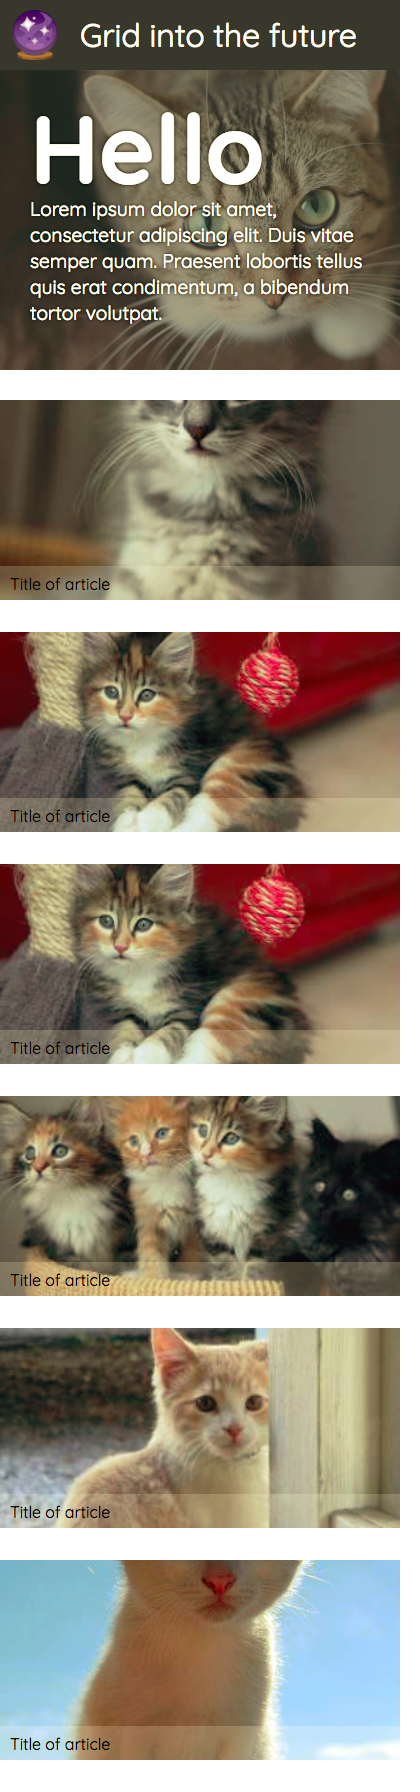 Grid into the future
Hello
Lorem ipsum dolor sit amet,
consectetur adipiscing elit. Duis vitae
semper quam. Praesent lobortis tellus
quis erat condimentum, a bibendum
tortor volutpat.
Title of article
Title of article
Title of article
Title of article
Title of article
Title of article